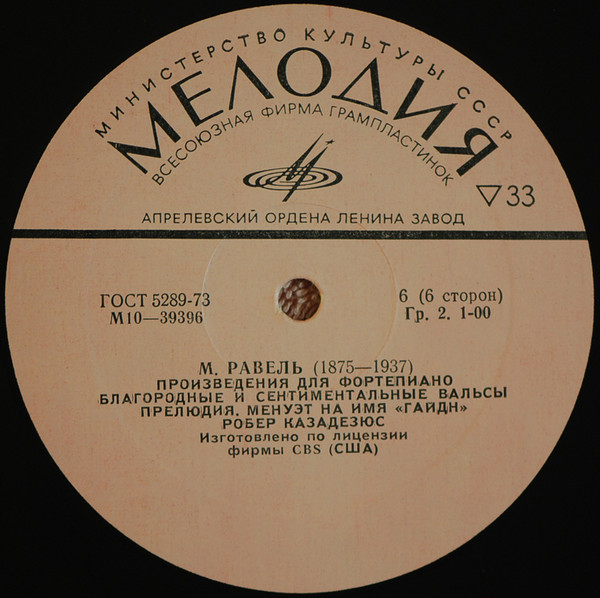 МИНИСТЕРСТВО КУЛЬТУРЫ СССР
МЕЛОДИЯ
ВСЕСОЮЗНАЯ ФИРМА ГРАМПЛАСТИНОК
▽33
АПРЕЛЕВСКИЙ ОРДЕНА ЛЕНИНА ЗАВОД
ГОСТ 5289-73
М10—39396
6 (6 сторон)
Гр. 2. 1-00
М. РАВЕЛЬ (1875—1937)
ПРОИЗВЕДЕНИЯ ДЛЯ ФОРТЕПИАНО
БЛАГОРОДНЫЕ И СЕНТИМЕНТАЛЬНЫЕ ВАЛЬСЫ
ПРЕЛЮДИЯ. МЕНУЭТ НА ИМЯ «ГАЙДН»
РОБЕР КАЗАДЕЗЮС
Изготовлено по лицензии
фирмы CBS (США)